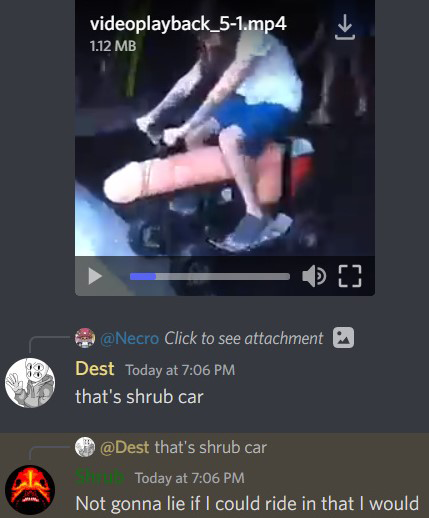 videoplayback_5-1.mp4
1.12 MB
@Necro Click to see attachment
Dest Today at 7:06 PM
that's shrub car
@Dest that's shrub car
Shrub Today at 7:06 PM
Not gonna lie if I could ride in that I would